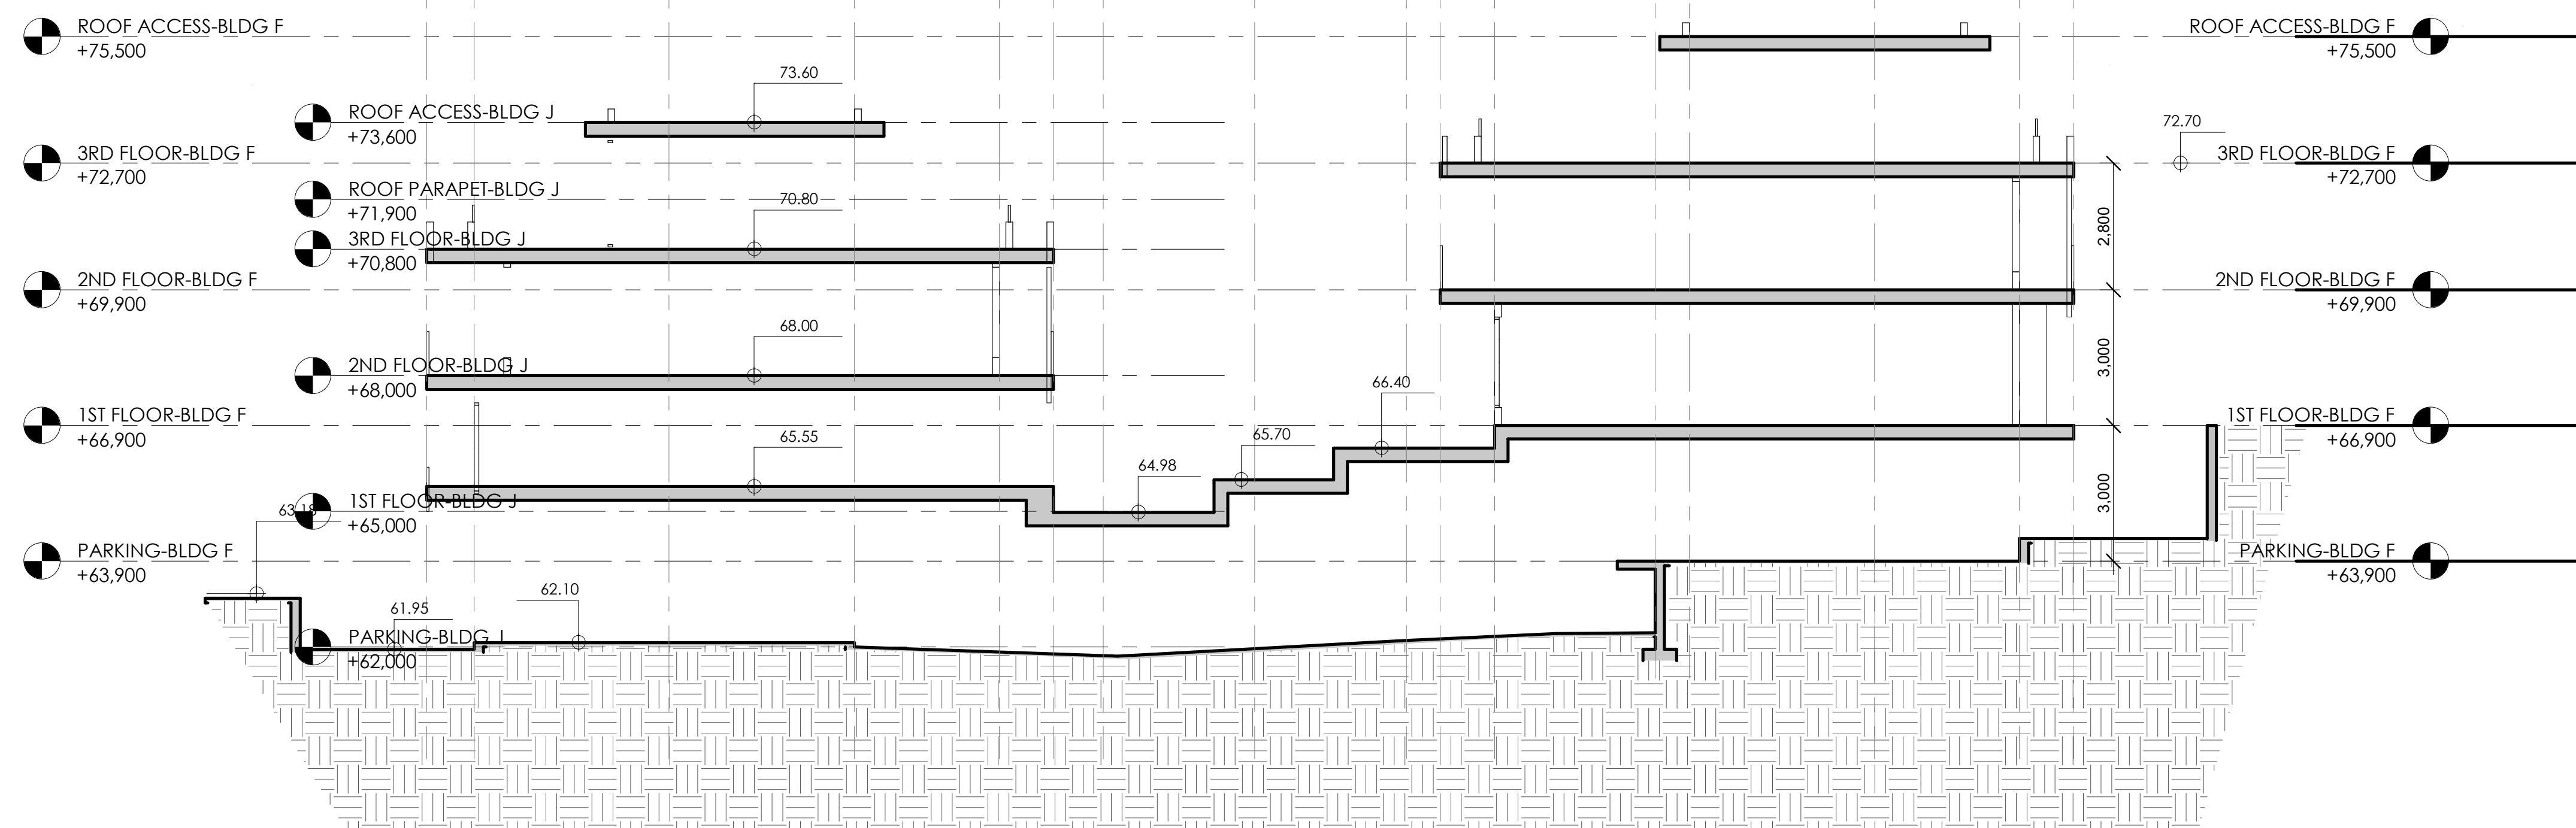 ROOF ACCESS-BLDG F
+75,500
ROOF ACCESS-BLDG F
+75,500
73.60
ROOF ACCESS-BLDG J
+73,600
72.70
3RD FLOOR-BLDG F
+72,700
3RD FLOOR-BLDG F
+72,700
ROOF PARAPET-BLDG J
+71,900
70.80
2,800
3RD FLOOR-BLDG J
+70,800
2ND FLOOR-BLDG F
+69,900
2ND FLOOR-BLDG F
+69,900
68.00
3,000
2ND FLOOR-BLDG J
+68,000
66.40
1ST FLOOR-BLDG F
+66,900
1ST FLOOR-BLDG F
+66,900
65.55
65.70
64.98
3,000
1ST FLOOR-BLDG J
63.18
+65,000
PARKING-BLDG F
+63,900
PARKING-BLDG F
+63,900
62.10
61.95
PARKING-BLDG J
+62,000